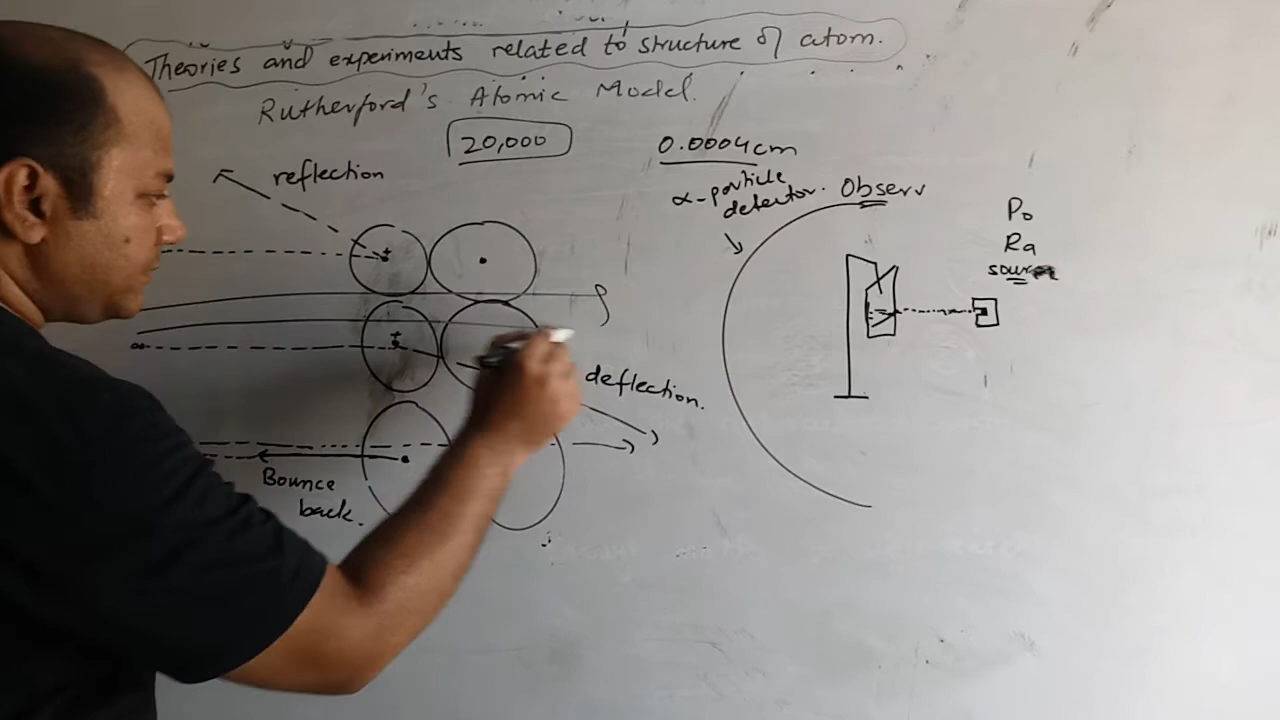 Theories and experiments related to structure of atom.
Rutherford's Atomic Model.
20,000
0.0004cm
reflection
α-particle
detector.
Observ
Po
Ra
source
deflection.
Bounce
back.